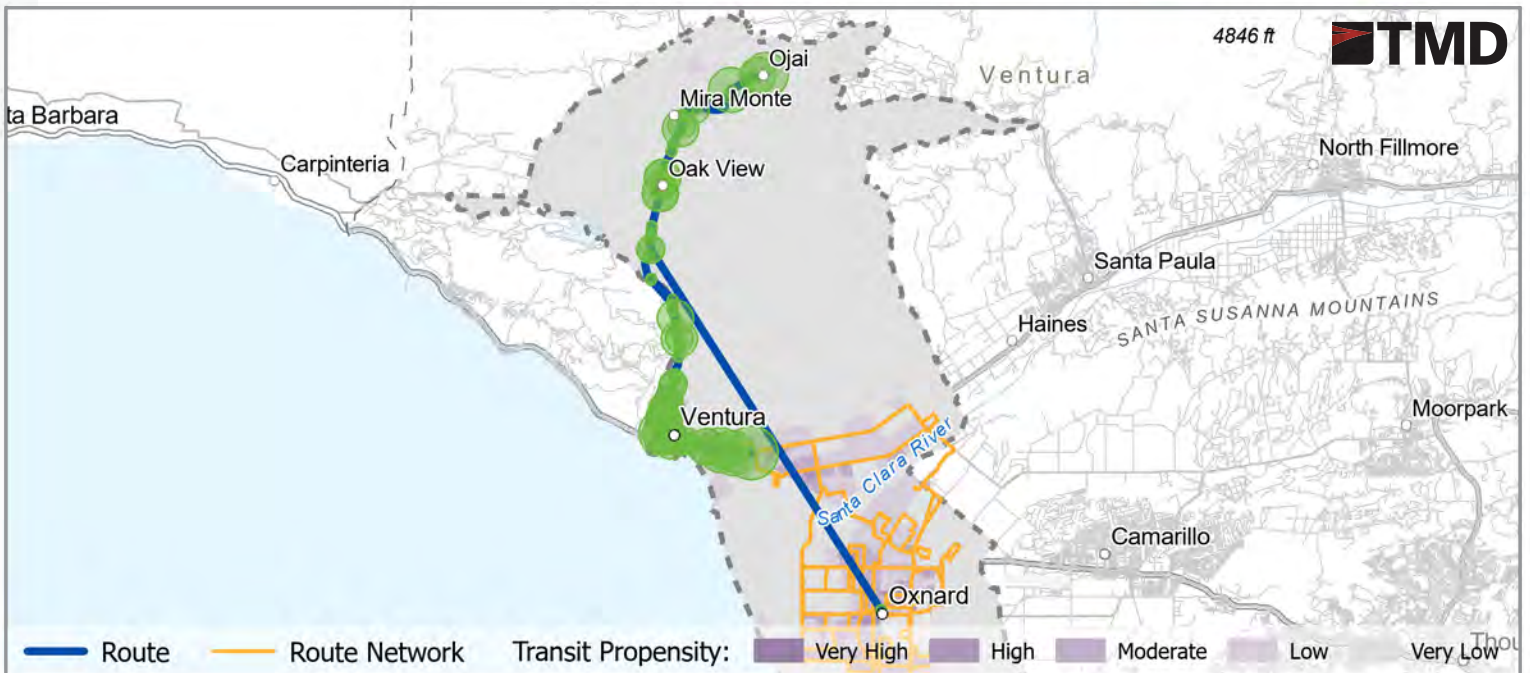 4846 ft
TMD
Ojai
Ventura
Mira Monte
ta Barbara
North Fillmore
Carpinteria
Oak View
Santa Paula
SANTA SUSANNA MOUNTAINS
Haines
Moorpark
Ventura
Santa Clara River
Camarillo
Oxnard
Thou
Route
Route Network
Transit Propensity:
Very High
High
Moderate
Low
Very Low